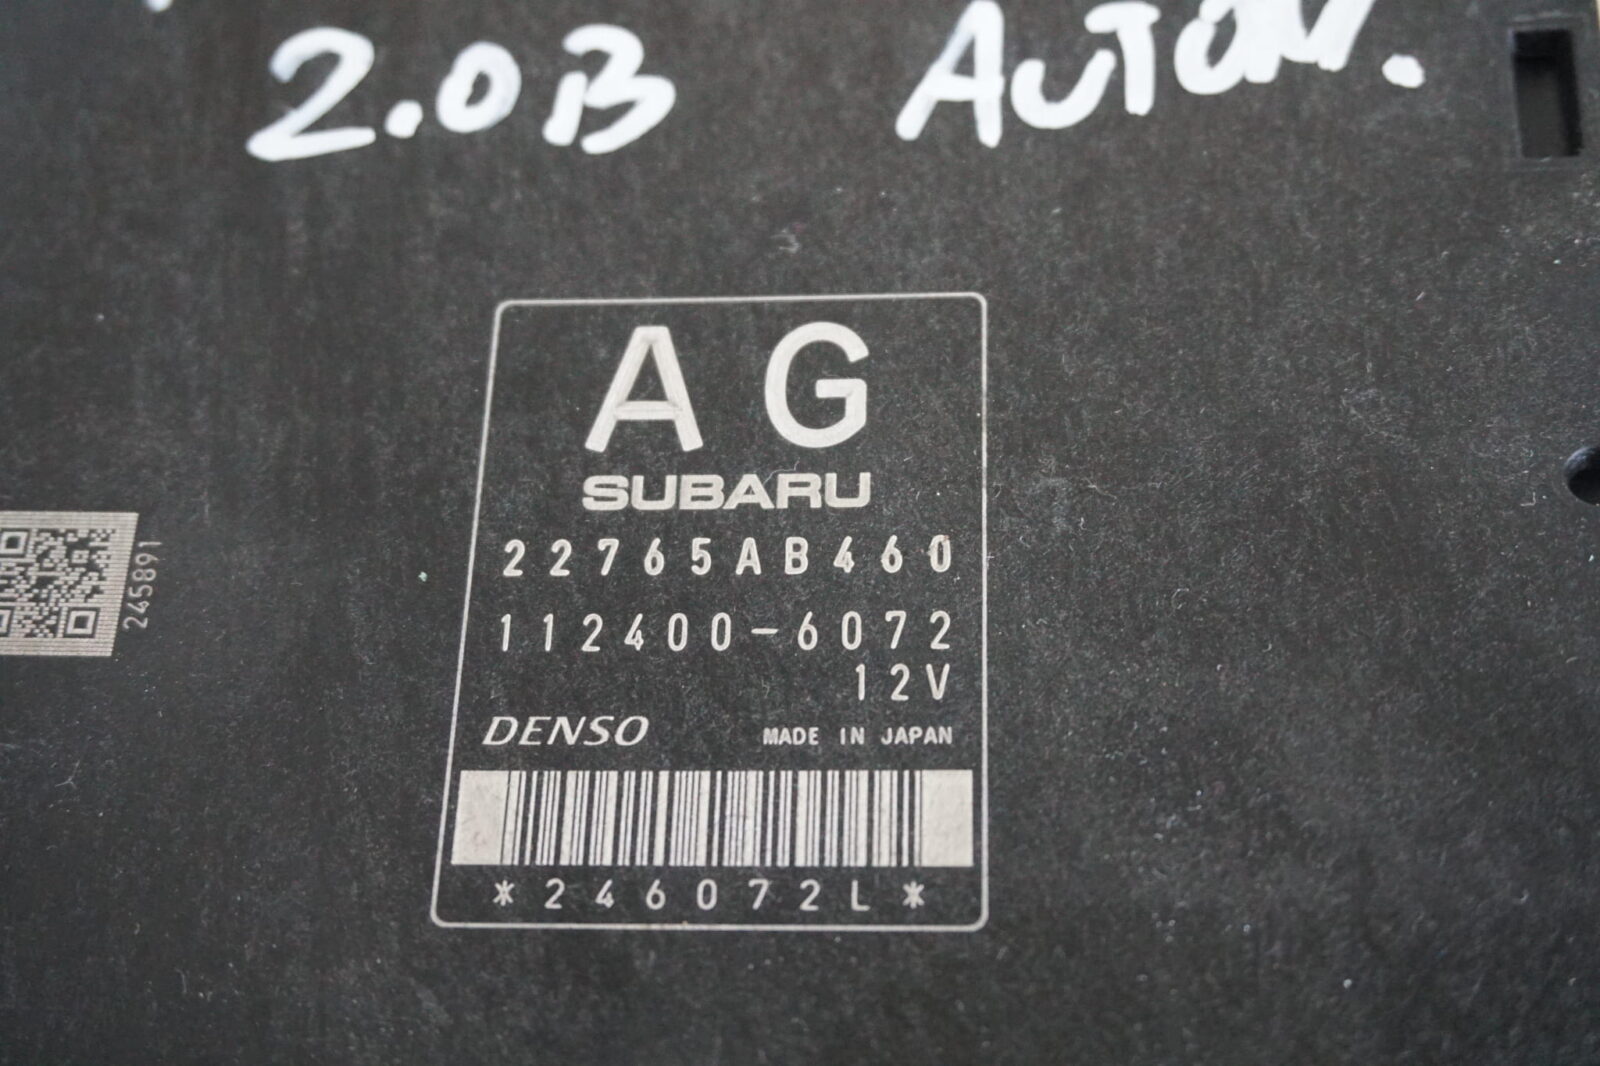 2.0B AUTOM.
AG
SUBARU
22765AB460
112400-6072
12V
DENSO MADE IN JAPAN
*246072L*
245891